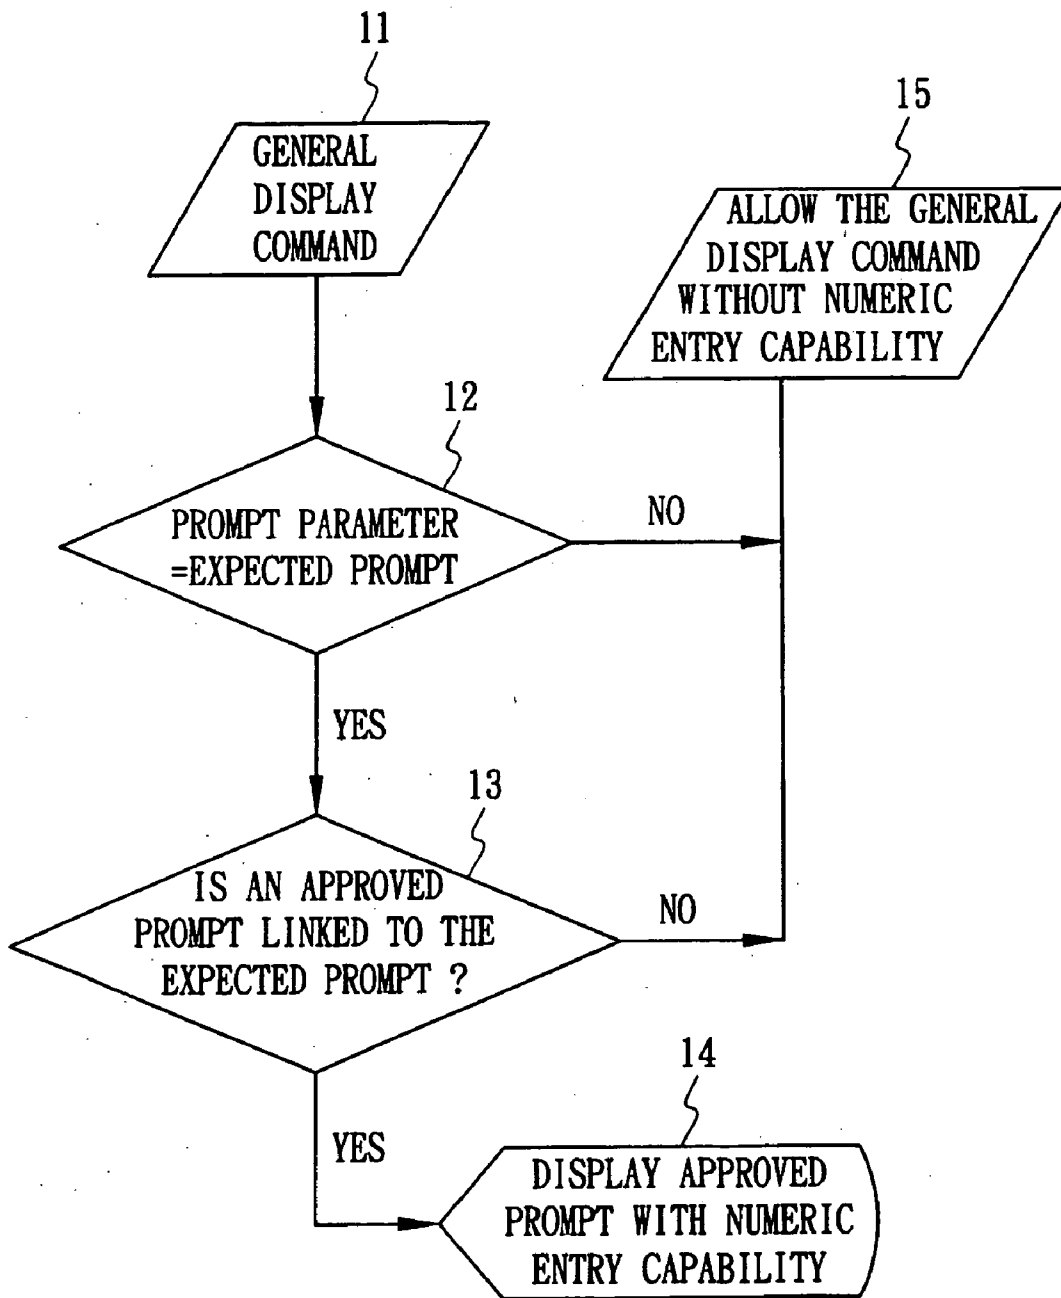 11
GENERAL
DISPLAY
COMMAND
15
ALLOW THE GENERAL
DISPLAY COMMAND
WITHOUT NUMERIC
ENTRY CAPABILITY
12
PROMPT PARAMETER
=EXPECTED PROMPT
NO
YES
13
IS AN APPROVED
PROMPT LINKED TO THE
EXPECTED PROMPT ?
NO
YES
14
DISPLAY APPROVED
PROMPT WITH NUMERIC
ENTRY CAPABILITY